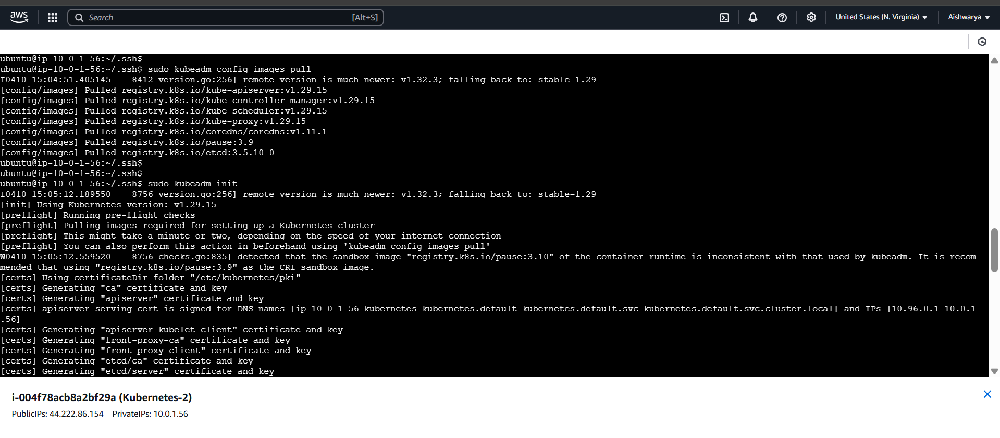 aws
Search [Alt+S]
United States (N. Virginia)
Aishwarya
ubuntu@ip-10-0-1-56:~/.ssh$
ubuntu@ip-10-0-1-56:~/.ssh$ sudo kubeadm config images pull
I0410 15:04:51.405145    8412 version.go:256] remote version is much newer: v1.32.3; falling back to: stable-1.29
[config/images] Pulled registry.k8s.io/kube-apiserver:v1.29.15
[config/images] Pulled registry.k8s.io/kube-controller-manager:v1.29.15
[config/images] Pulled registry.k8s.io/kube-scheduler:v1.29.15
[config/images] Pulled registry.k8s.io/kube-proxy:v1.29.15
[config/images] Pulled registry.k8s.io/coredns/coredns:v1.11.1
[config/images] Pulled registry.k8s.io/pause:3.9
[config/images] Pulled registry.k8s.io/etcd:3.5.10-0
ubuntu@ip-10-0-1-56:~/.ssh$
ubuntu@ip-10-0-1-56:~/.ssh$
ubuntu@ip-10-0-1-56:~/.ssh$ sudo kubeadm init
I0410 15:05:12.189550    8756 version.go:256] remote version is much newer: v1.32.3; falling back to: stable-1.29
[init] Using Kubernetes version: v1.29.15
[preflight] Running pre-flight checks
[preflight] Pulling images required for setting up a Kubernetes cluster
[preflight] This might take a minute or two, depending on the speed of your internet connection
[preflight] You can also perform this action in beforehand using 'kubeadm config images pull'
W0410 15:05:12.559520    8756 checks.go:835] detected that the sandbox image "registry.k8s.io/pause:3.10" of the container runtime is inconsistent with that used by kubeadm. It is recom
mended that using "registry.k8s.io/pause:3.9" as the CRI sandbox image.
[certs] Using certificateDir folder "/etc/kubernetes/pki"
[certs] Generating "ca" certificate and key
[certs] Generating "apiserver" certificate and key
[certs] apiserver serving cert is signed for DNS names [ip-10-0-1-56 kubernetes kubernetes.default kubernetes.default.svc kubernetes.default.svc.cluster.local] and IPs [10.96.0.1 10.0.1
.56]
[certs] Generating "apiserver-kubelet-client" certificate and key
[certs] Generating "front-proxy-ca" certificate and key
[certs] Generating "front-proxy-client" certificate and key
[certs] Generating "etcd/ca" certificate and key
[certs] Generating "etcd/server" certificate and key
i-004f78acb8a2bf29a (Kubernetes-2)
PublicIPs: 44.222.86.154    PrivateIPs: 10.0.1.56